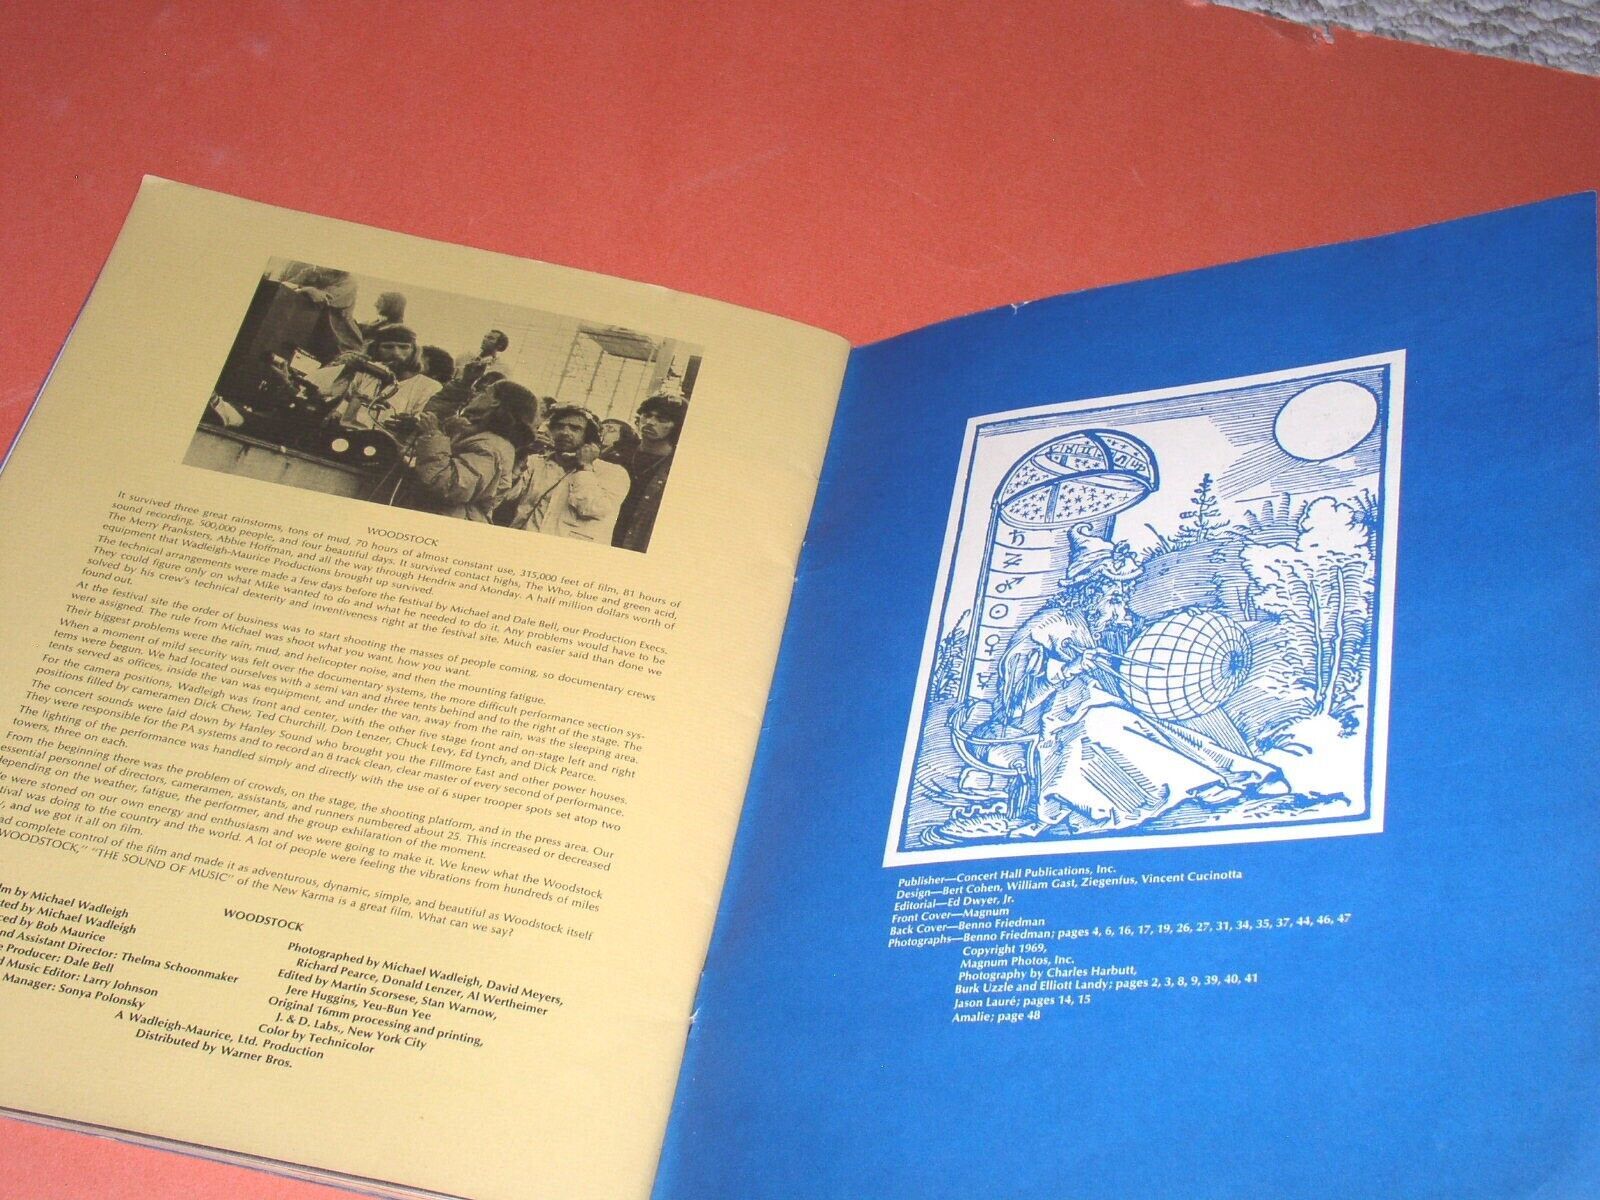 WOODSTOCK
It survived three great rainstorms, tons of mud, 70 hours of almost constant use, 315,000 feet of film, 81 hours of
sound recording, 500,000 people, and four beautiful days. It survived contact highs, The Who, blue and green acid,
The Merry Pranksters, Abbie Hoffman, and all the way through Hendrix and Monday. A half million dollars worth of
equipment that Wadleigh-Maurice Productions brought up survived.
The technical arrangements were made a few days before the festival by Michael and Dale Bell, our Production Execs.
They could figure only on what Mike wanted to do and what he needed to do it. Any problems would have to be
solved by his crew's technical dexterity and inventiveness right at the festival site. Much easier said than done we
found out.
At the festival site the order of business was to start shooting the masses of people coming, so documentary crews
were assigned. The rule from Michael was shoot what you want, how you want.
Their biggest problems were the rain, mud, and helicopter noise, and then the mounting fatigue.
When a moment of mild security was felt over the documentary systems, the more difficult performance section sys-
tems were begun. We had located ourselves with a semi van and three tents behind and to the right of the stage. The
tents served as offices, inside the van was equipment, and under the van, away from the rain, was the sleeping area.
For the camera positions, Wadleigh was front and center, with the other five stage front and on-stage left and right
positions filled by cameramen Dick Chew, Ted Churchill, Don Lenzer, Chuck Levy, Ed Lynch, and Dick Pearce.
The concert sounds were laid down by Hanley Sound who brought you the Fillmore East and other power houses.
They were responsible for the PA systems and to record an 8 track clean, clear master of every second of performance.
The lighting of the performance was handled simply and directly with the use of 6 super trooper spots set atop two
towers, three on each.
From the beginning there was the problem of crowds, on the stage, the shooting platform, and in the press area. Our
essential personnel of directors, cameramen, assistants, and runners numbered about 25. This increased or decreased
depending on the weather, fatigue, the performer, and the group exhilaration of the moment.
were stoned on our own energy and enthusiasm and we were going to make it. We knew what the Woodstock
was doing to the country and the world. A lot of people were feeling the vibrations from hundreds of miles
and we got it all on film.
complete control of the film and made it as adventurous, dynamic, simple, and beautiful as Woodstock itself
WOODSTOCK," "THE SOUND OF MUSIC" of the New Karma is a great film. What can we say?
WOODSTOCK
by Michael Wadleigh
by Michael Wadleigh
by Bob Maurice
and Assistant Director: Thelma Schoonmaker
Producer: Dale Bell
Music Editor: Larry Johnson
Manager: Sonya Polonsky
Photographed by Michael Wadleigh, David Meyers,
Richard Pearce, Donald Lenzer, Al Wertheimer
Edited by Martin Scorsese, Stan Warnow,
Jere Huggins, Yeu-Bun Yee
Original 16mm processing and printing,
J. & D. Labs., New York City
Color by Technicolor
A Wadleigh-Maurice, Ltd. Production
Distributed by Warner Bros.
Publisher—Concert Hall Publications, Inc.
Design—Bert Cohen, William Gast, Ziegenfus, Vincent Cucinotta
Editorial—Ed Dwyer, Jr.
Front Cover—Magnum
Back Cover—Benno Friedman
Photographs—Benno Friedman; pages 4, 6, 16, 17, 19, 26, 27, 31, 34, 35, 37, 44, 46, 47
Copyright 1969,
Magnum Photos, Inc.
Photography by Charles Harbutt,
Burk Uzzle and Elliott Landy; pages 2, 3, 8, 9, 39, 40, 41
Jason Lauré; pages 14, 15
Amalie; page 48